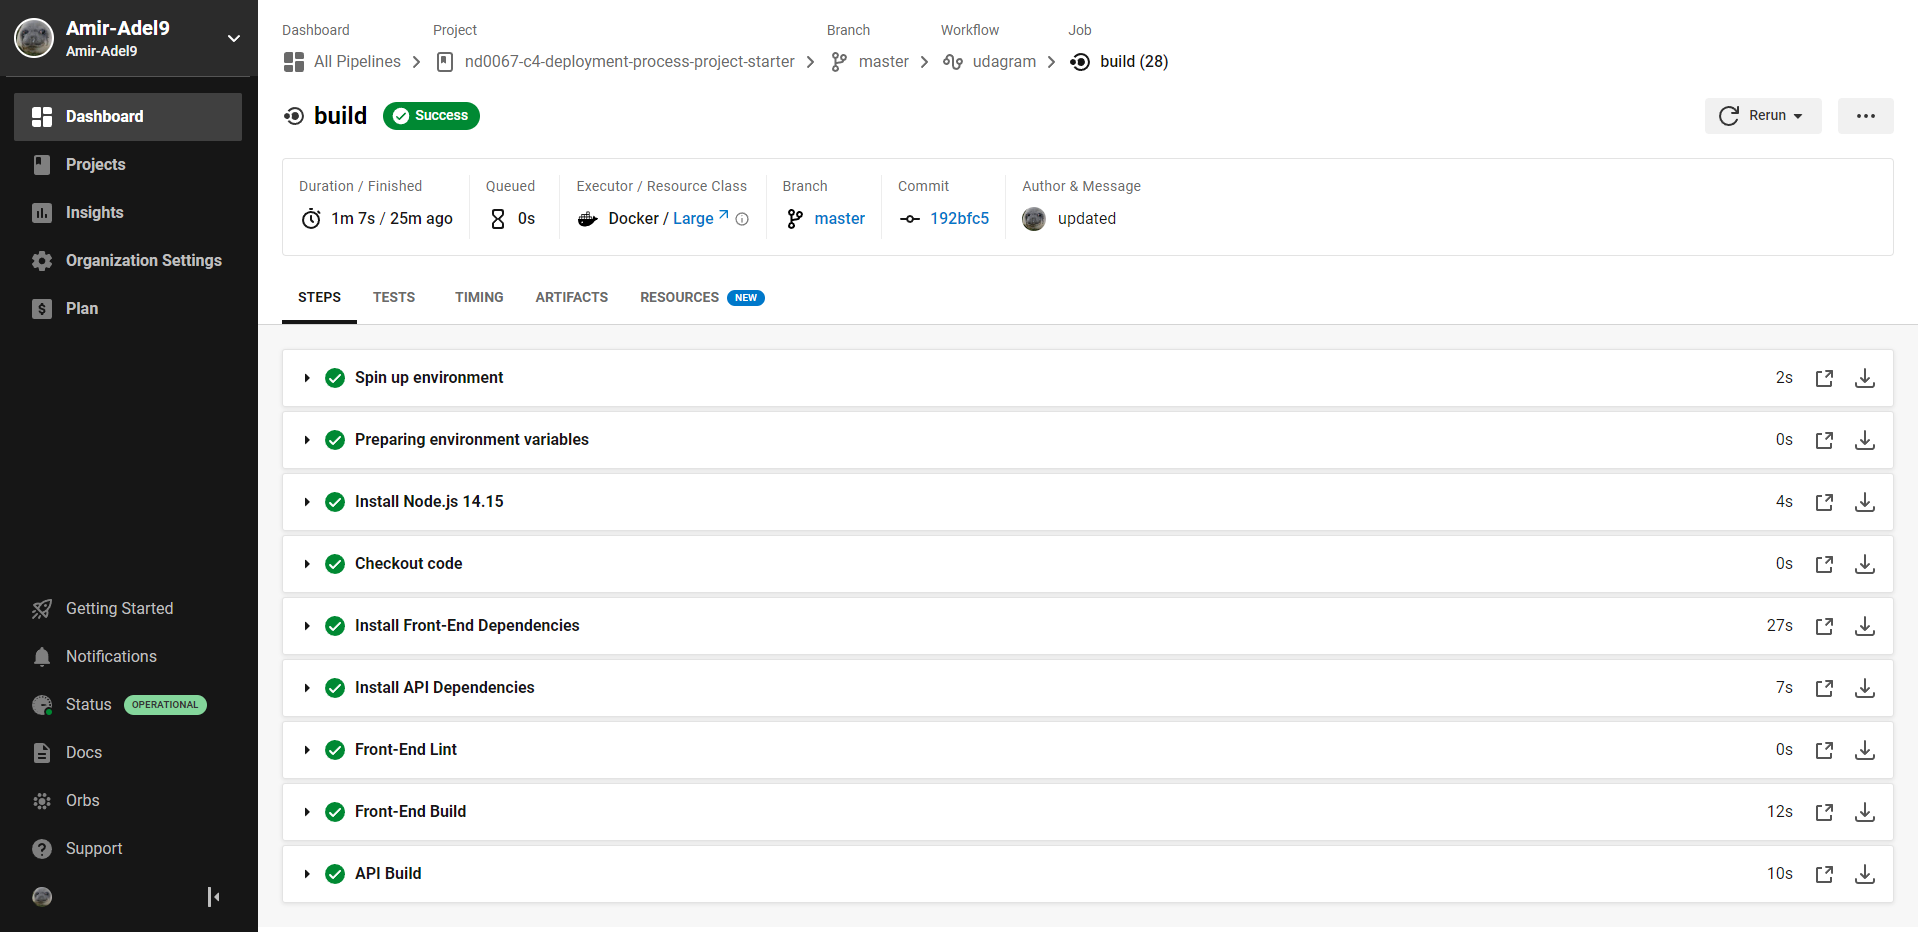 Amir-Adel9
Amir-Adel9
Dashboard
Projects
Insights
Organization Settings
Plan
Getting Started
Notifications
Status OPERATIONAL
Docs
Orbs
Support
Dashboard Project Branch Workflow Job
All Pipelines nd0067-c4-deployment-process-project-starter master udagram build (28)
build Success Rerun
Duration / Finished Queued Executor / Resource Class Branch Commit Author & Message
1m 7s / 25m ago 0s Docker / Large master 192bfc5 updated
STEPS TESTS TIMING ARTIFACTS RESOURCES NEW
Spin up environment 2s
Preparing environment variables 0s
Install Node.js 14.15 4s
Checkout code 0s
Install Front-End Dependencies 27s
Install API Dependencies 7s
Front-End Lint 0s
Front-End Build 12s
API Build 10s